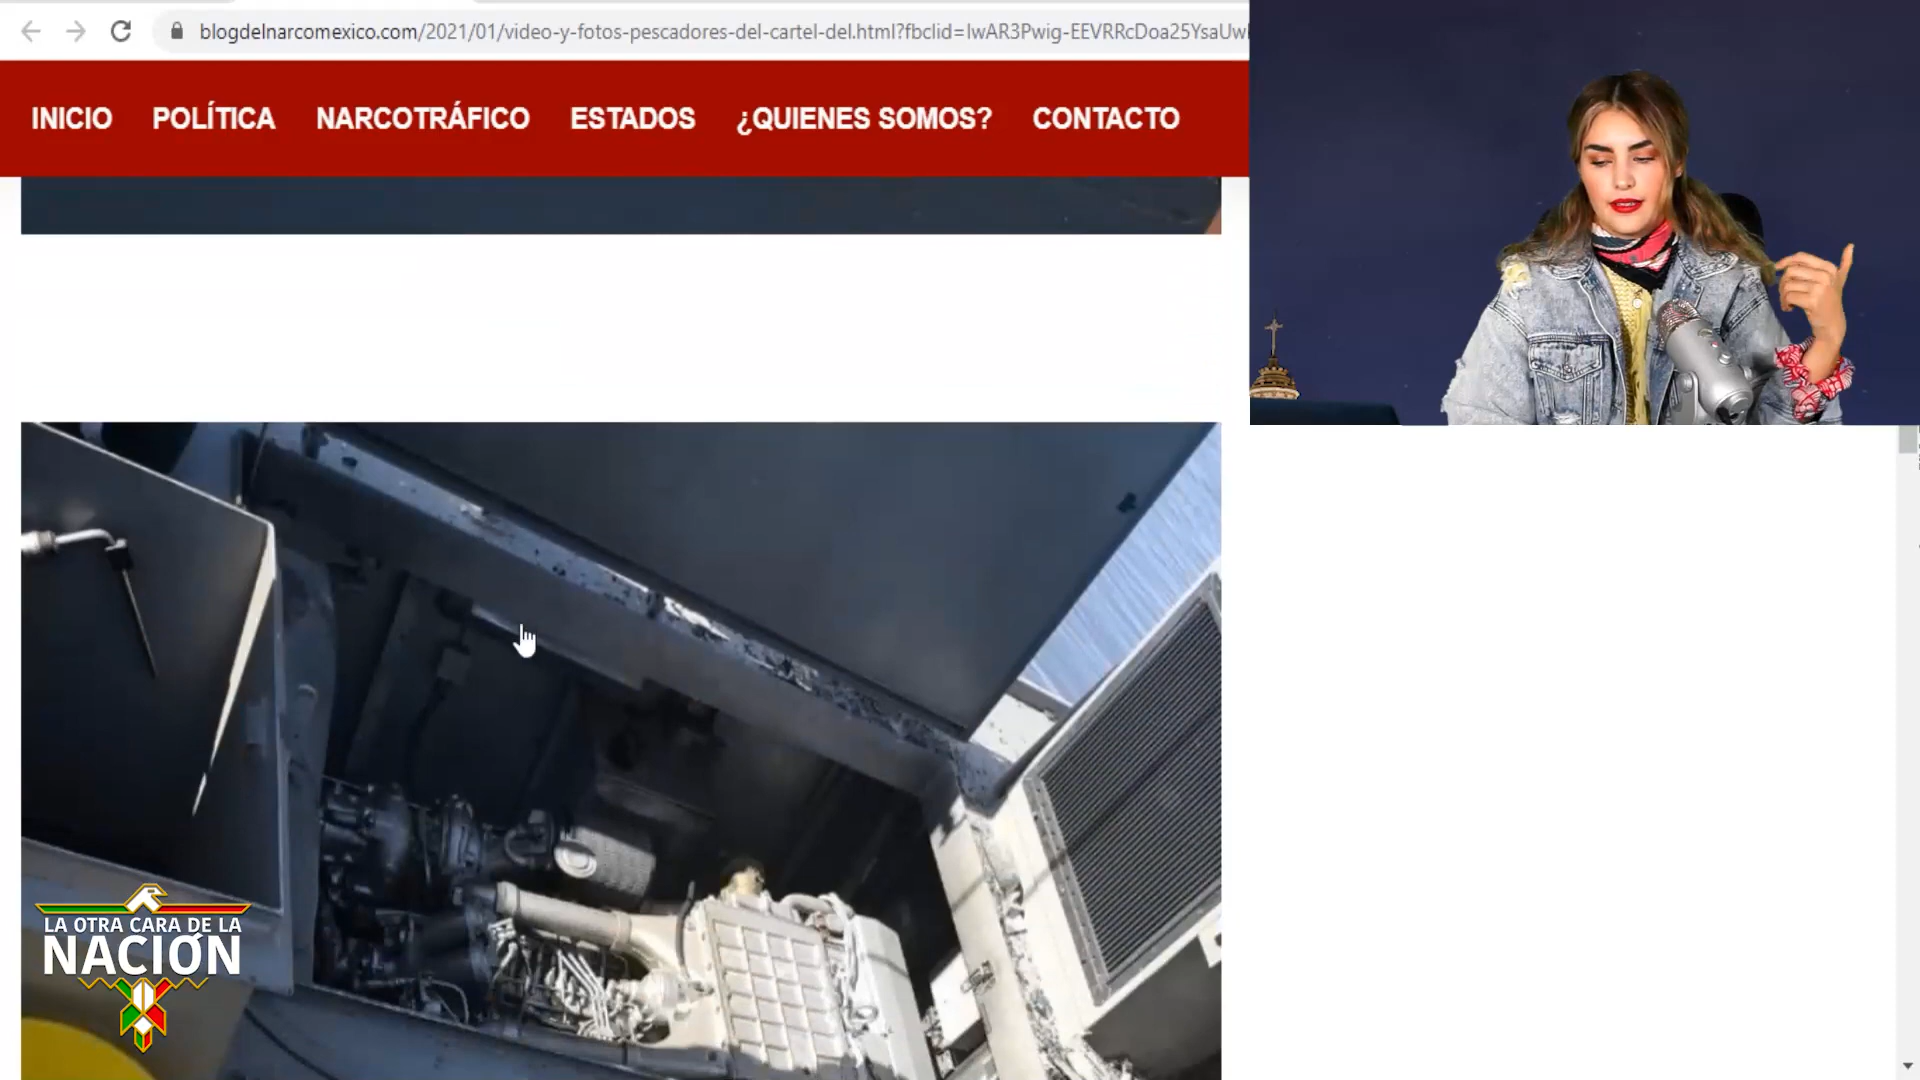 blogdelnarcomexico.com/2021/01/video-y-fotos-pescadores-del-cartel-del.html?fbclid=IwAR3Pwig-EEVRRcDoa25YsaUw
INICIO POLÍTICA NARCOTRÁFICO ESTADOS ¿QUIENES SOMOS? CONTACTO
LA OTRA CARA DE LA
NACIÓN